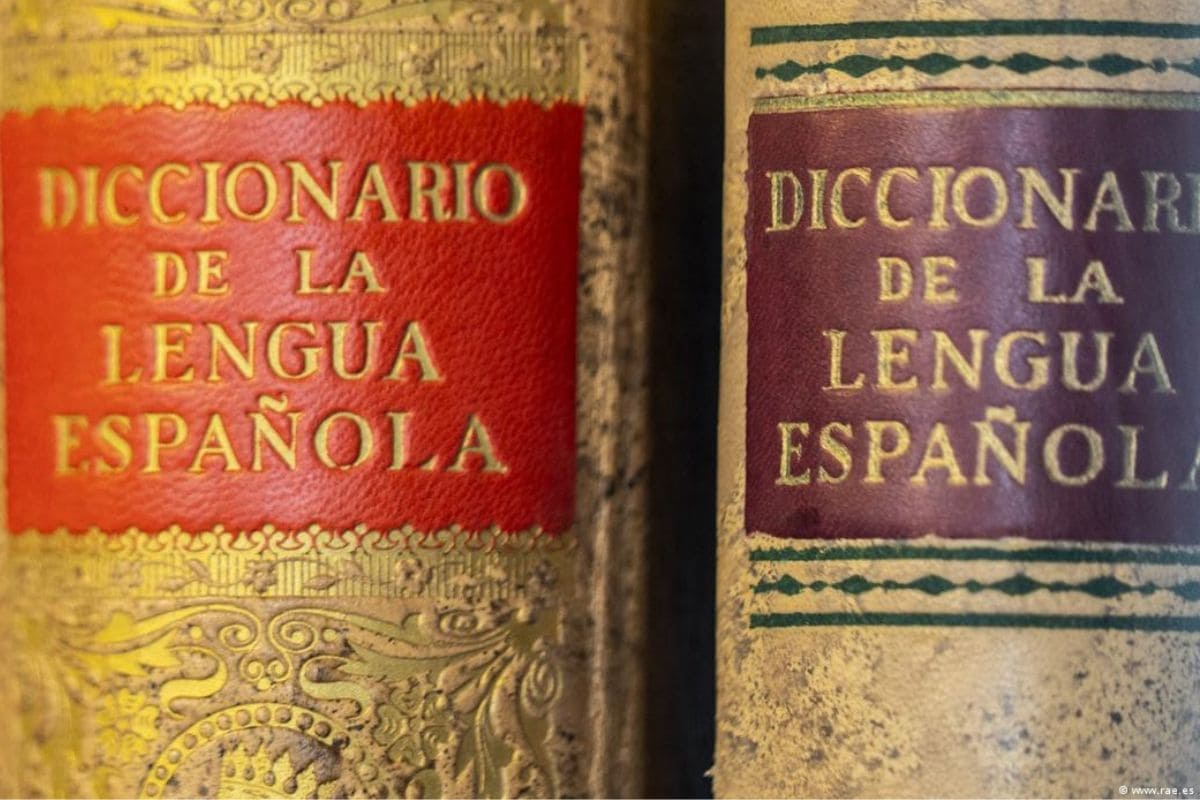 DICCIONARIO
DE LA
LENGUA
ESPAÑOLA
DICCIONARI
DE LA
LENGUA
ESPAÑOLA
© www.rae.es